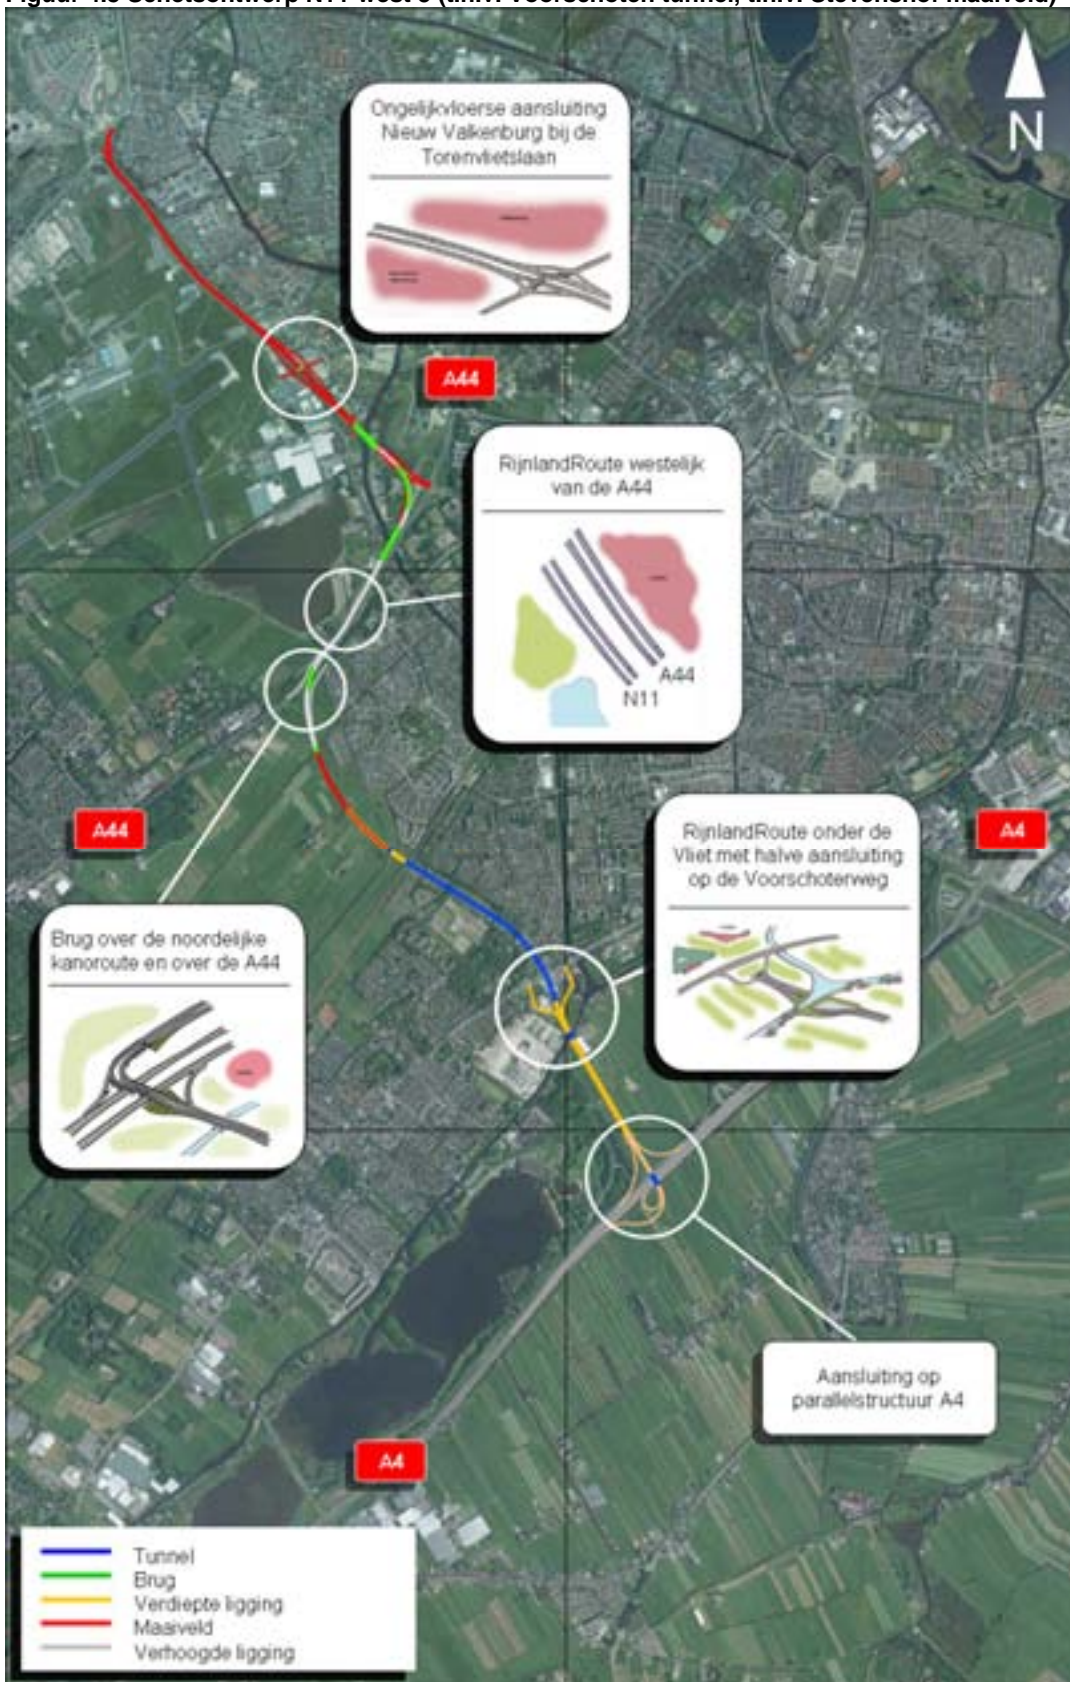 N
Ongelijkvloerse aansluiting
Nieuw Valkenburg bij de
Torenvlietslaan
A44
RijnlandRoute westelijk
van de A44
A44
N11
A44
A4
RijnlandRoute onder de
Vliet met halve aansluiting
op de Voorschoterweg
Brug over de noordelijke
kanoroute en over de A44
Aansluiting op
parallelstructuur A4
A4
Tunnel
Brug
Verdiepte ligging
Maaiveld
Verhoogde ligging